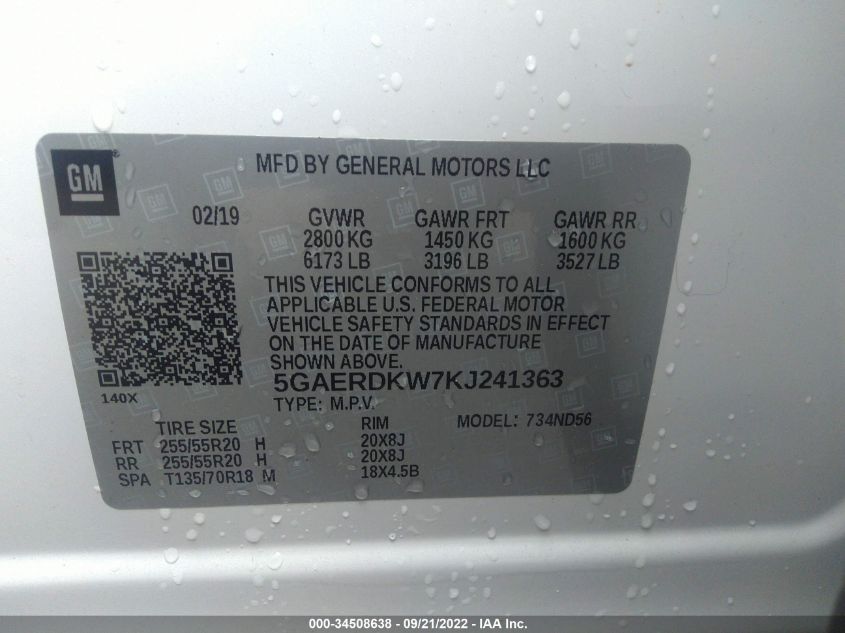 GM
MFD BY GENERAL MOTORS LLC
02/19 GVWR GAWR FRT GAWR RR
2800 KG 1450 KG 1600 KG
6173 LB 3196 LB 3527 LB
THIS VEHICLE CONFORMS TO ALL
APPLICABLE U.S. FEDERAL MOTOR
VEHICLE SAFETY STANDARDS IN EFFECT
ON THE DATE OF MANUFACTURE
SHOWN ABOVE.
5GAERDKW7KJ241363
140X
TYPE: M.P.V.
TIRE SIZE RIM MODEL: 734ND56
FRT 255/55R20 H 20X8J
RR 255/55R20 H 20X8J
SPA T135/70R18 M 18X4.5B
000-34508638 - 09/21/2022 - IAA Inc.